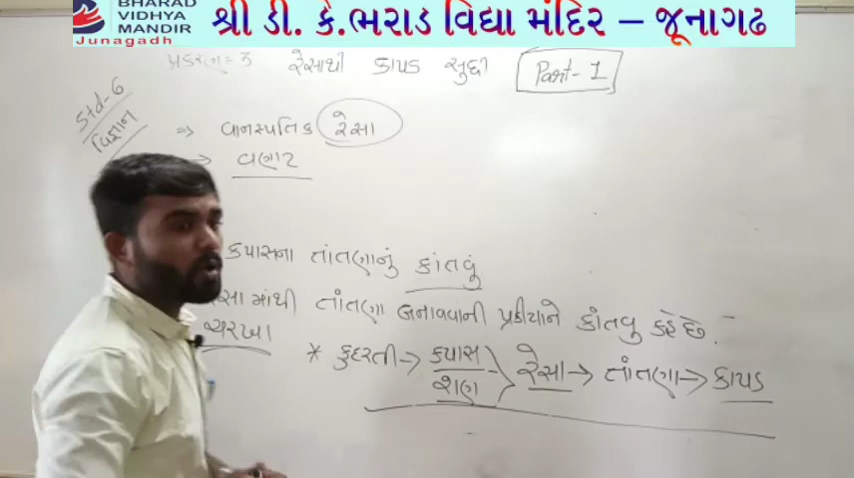 BHARAD
VIDHYA
MANDIR
Junagadh
શ્રી ડી. કે.ભરાડ વિદ્યા મંદિર – જૂનાગઢ
પ્રકરણ=3 રેસાથી કાપડ સુધી Part-1
Std-6
વિજ્ઞાન
⇒ વાનસ્પતિક રેસા
→ વણાટ
કપાસના તાંતણાનું કાંતવું
માંથી તાંતણા બનાવવાની પ્રક્રીયાને કાંતવુ કહે છે.
ચરખા
* કુદરતી → કપાસ
શણ
રેસા → તાંતણા → કાપડ